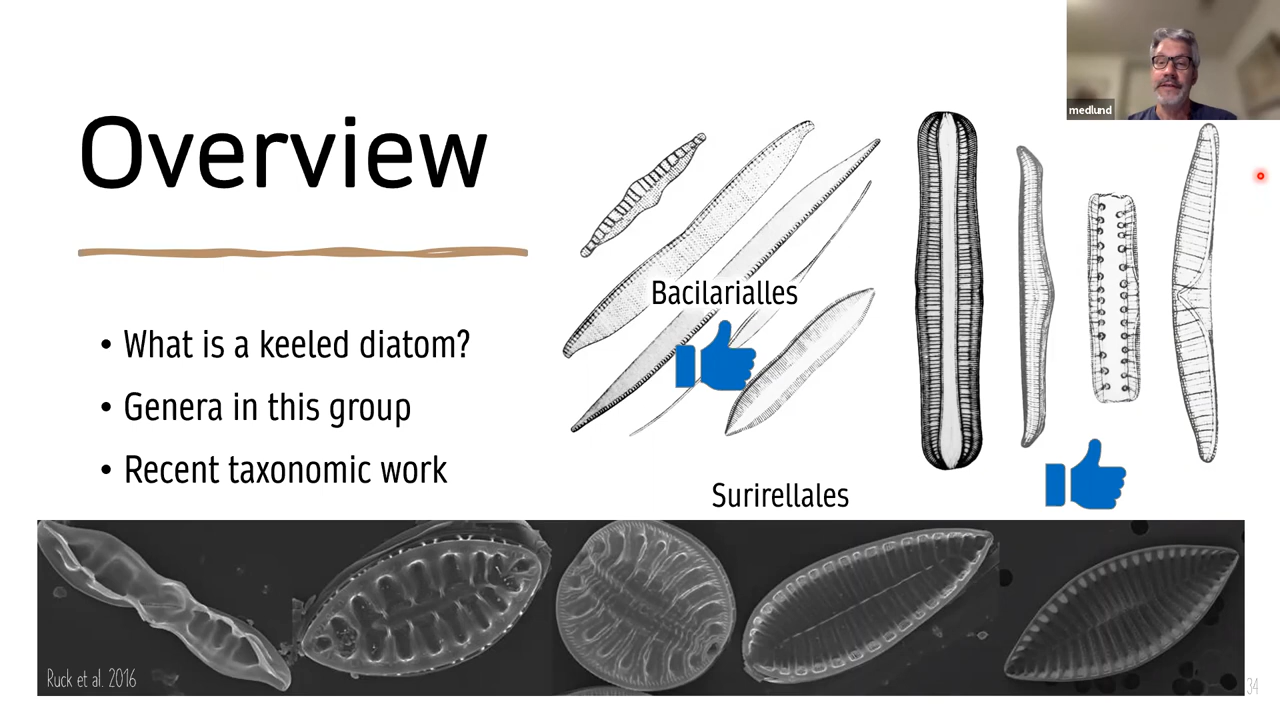 medlund
Overview
• What is a keeled diatom?
• Genera in this group
• Recent taxonomic work
Bacilarialles
Surirellales
Ruck et al. 2016
34